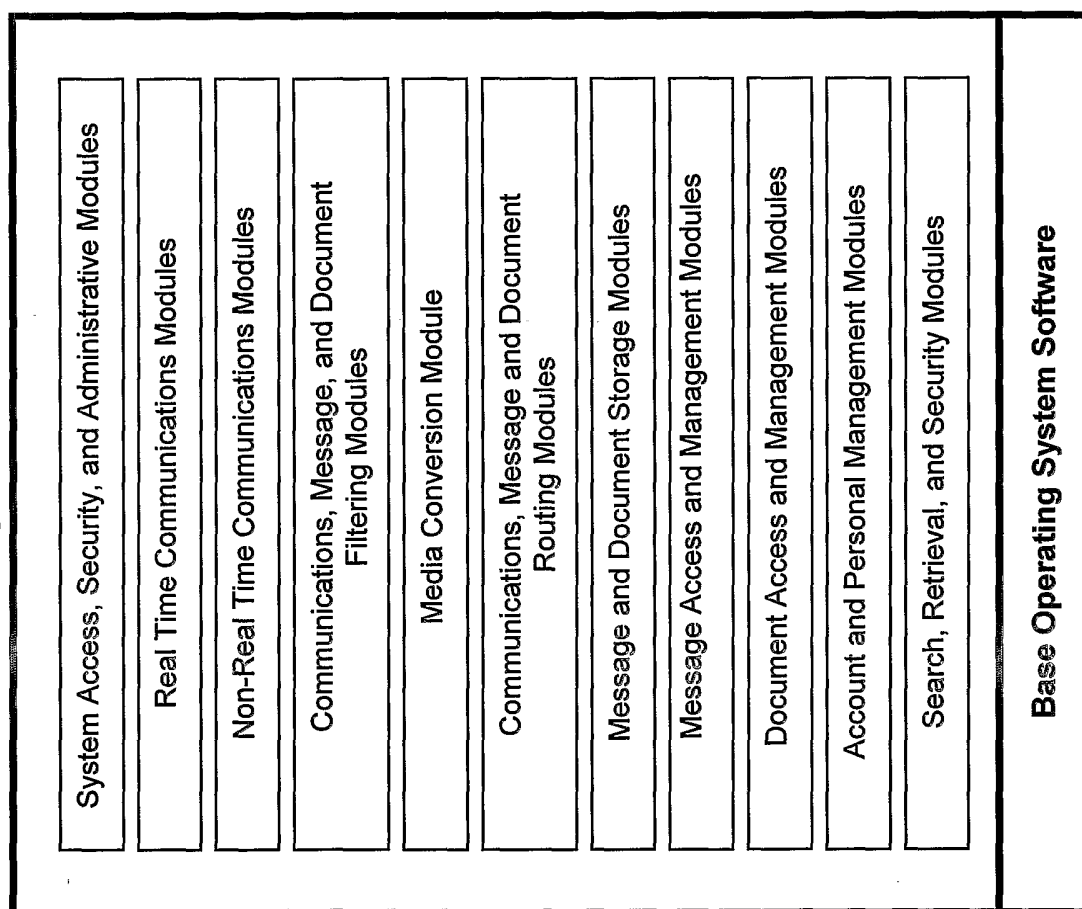 System Access, Security, and Administrative Modules
Real Time Communications Modules
Non-Real Time Communications Modules
Communications, Message, and Document
Filtering Modules
Media Conversion Module
Communications, Message and Document
Routing Modules
Message and Document Storage Modules
Message Access and Management Modules
Document Access and Management Modules
Account and Personal Management Modules
Search, Retrieval, and Security Modules
Base Operating System Software